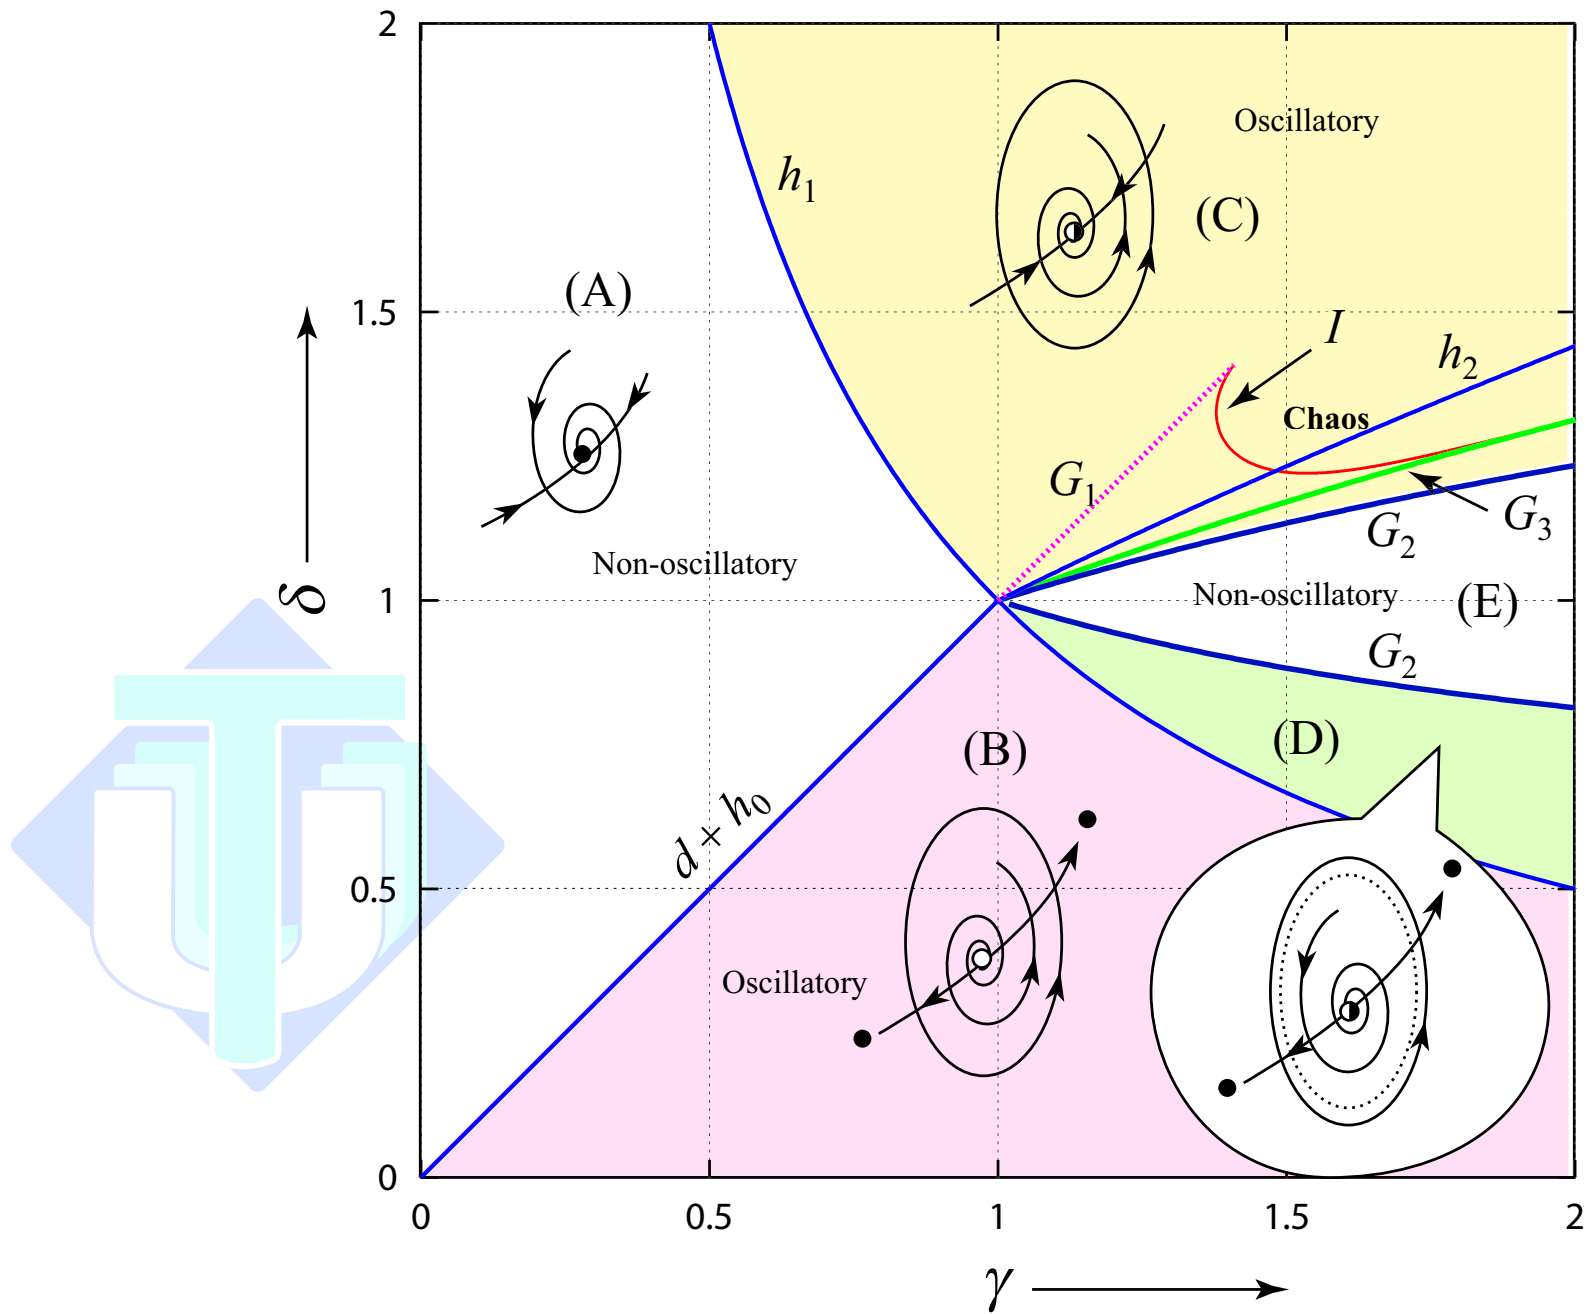 2
Oscillatory
h1
(C)
(A)
1.5
I
h2
Chaos
G1
G3
G2
Non-oscillatory
Non-oscillatory
(E)
δ
1
G2
(B)
(D)
d + h0
0.5
Oscillatory
0
0
0.5
1
1.5
2
γ